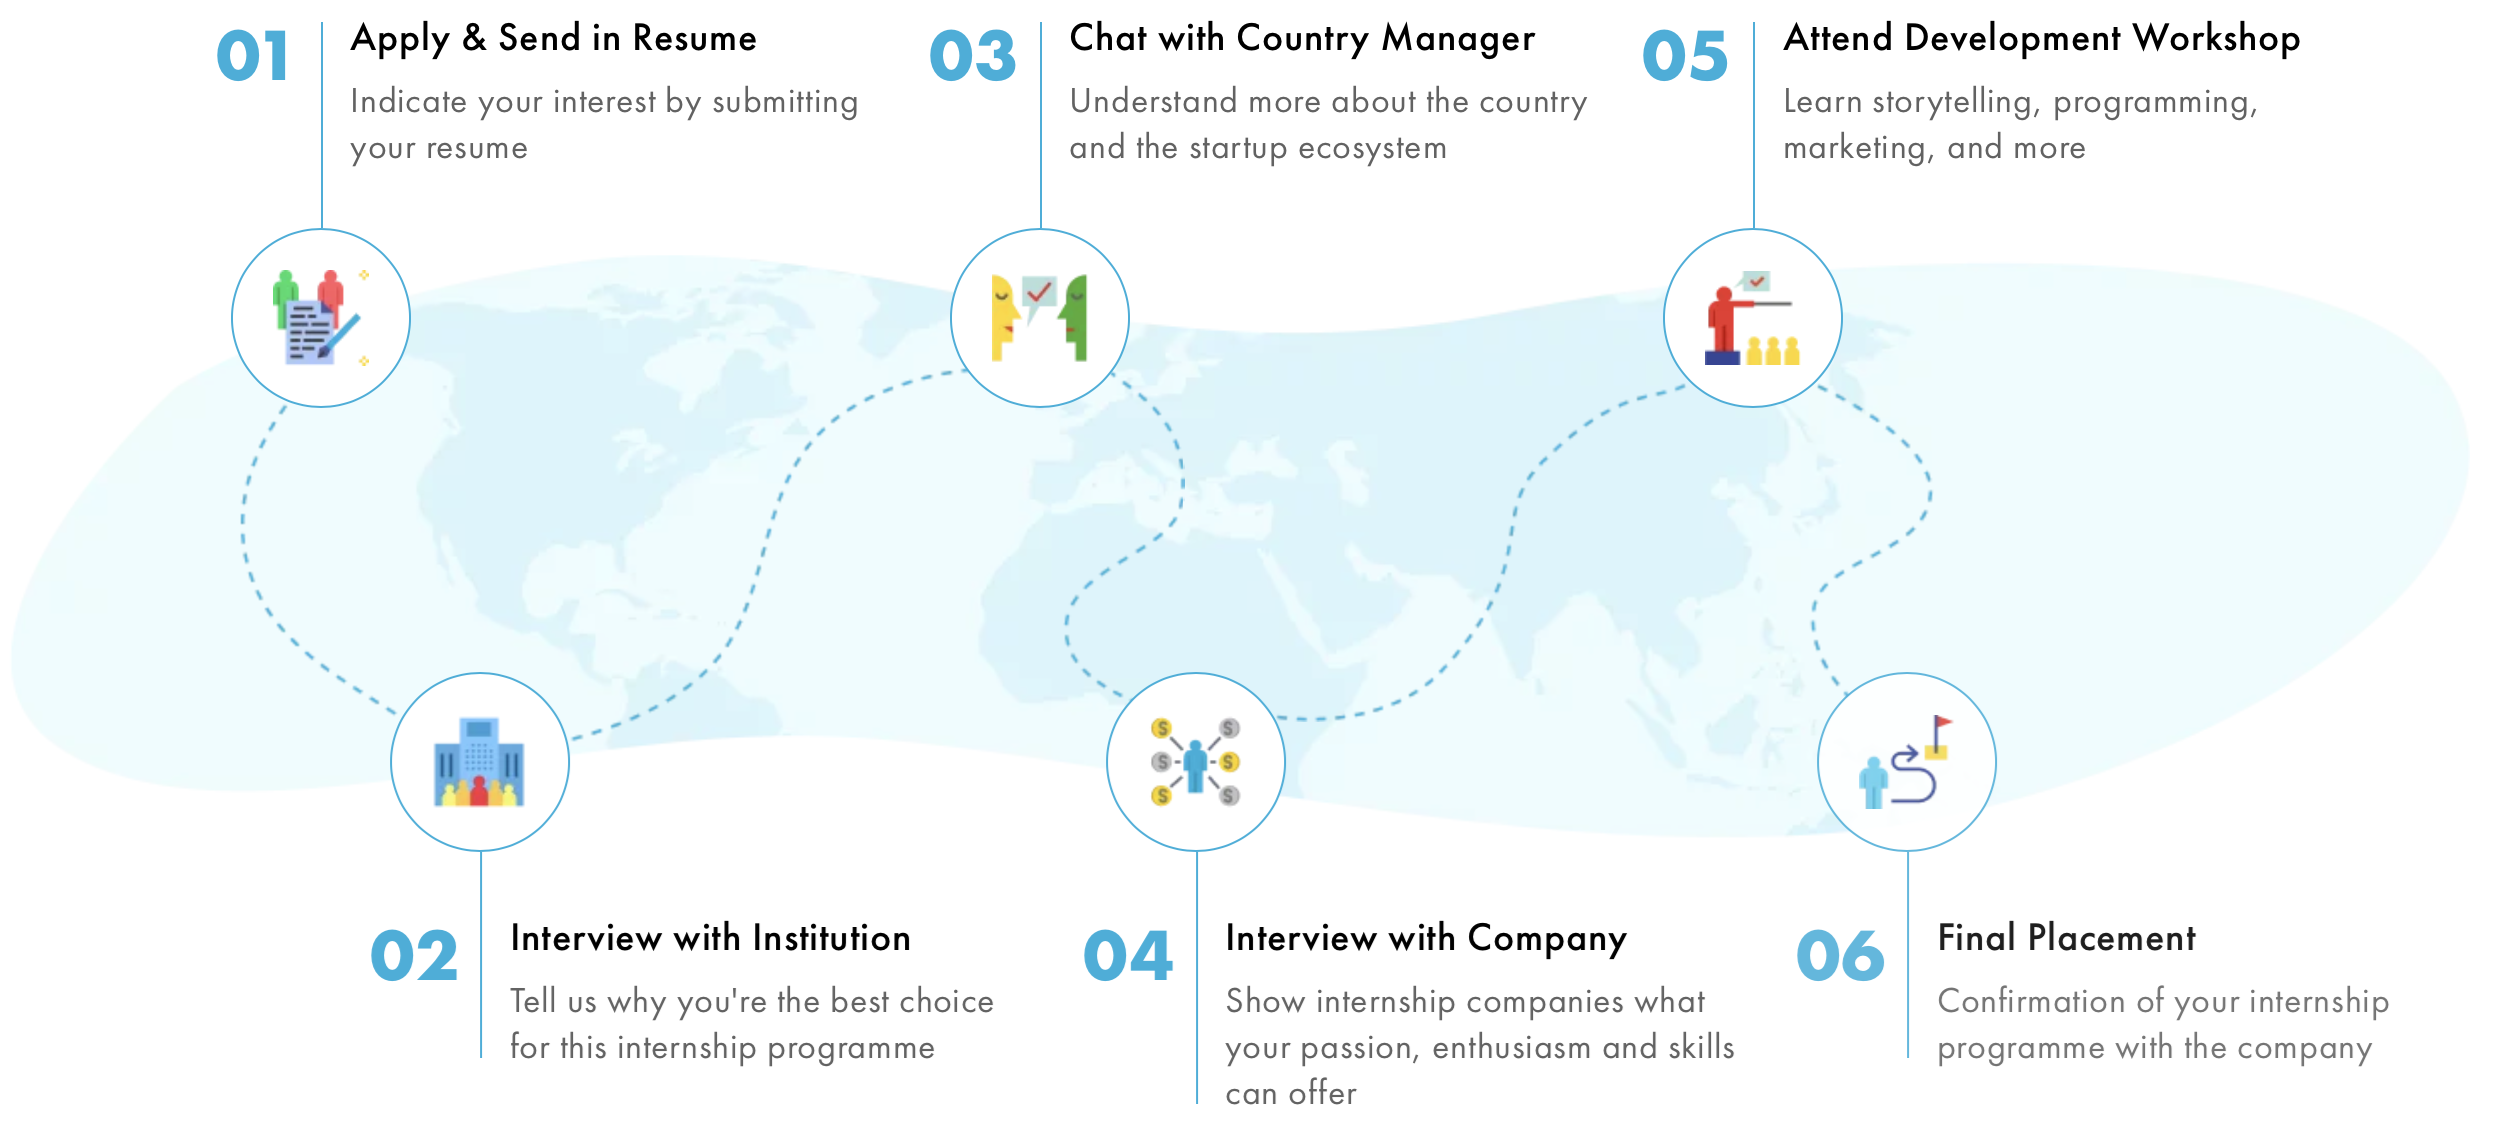 01
Apply & Send in Resume
Indicate your interest by submitting
your resume
02
Interview with Institution
Tell us why you're the best choice
for this internship programme
03
Chat with Country Manager
Understand more about the country
and the startup ecosystem
04
Interview with Company
Show internship companies what
your passion, enthusiasm and skills
can offer
05
Attend Development Workshop
Learn storytelling, programming,
marketing, and more
06
Final Placement
Confirmation of your internship
programme with the company